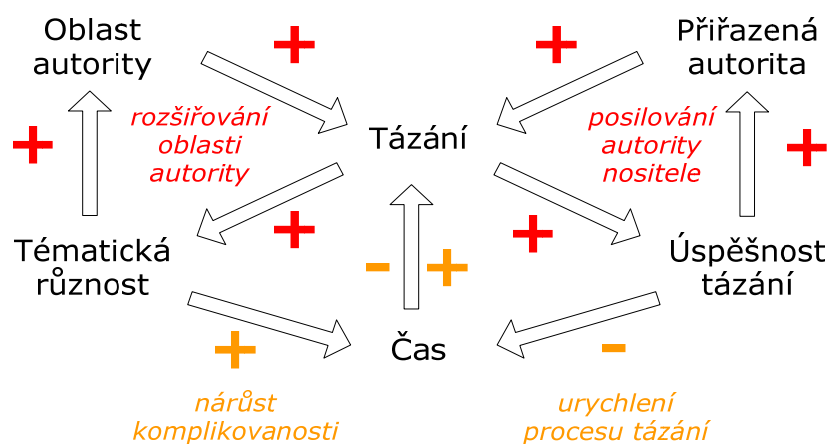 Oblast
autority
+
+
Přiřazená
autorita
+
rozšiřování
oblasti
autority
Tázání
posilování
autority
nositele
+
+
+
Tématická
různost
- +
Úspěšnost
tázání
+
Čas
-
nárůst
komplikovanosti
urychlení
procesu tázání